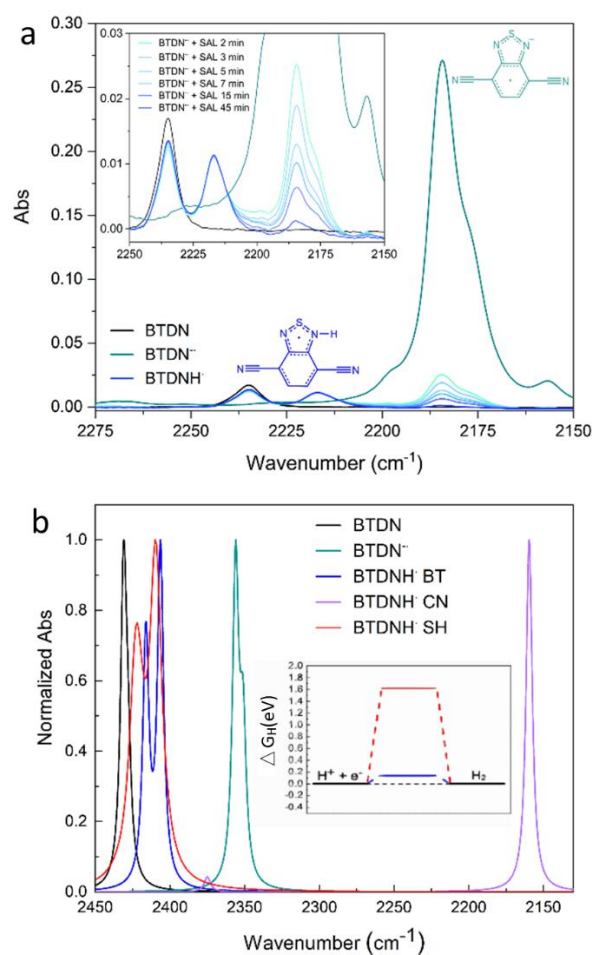 a
BTDN·⁻ + SAL 2 min
BTDN·⁻ + SAL 3 min
BTDN·⁻ + SAL 5 min
BTDN·⁻ + SAL 7 min
BTDN·⁻ + SAL 15 min
BTDN·⁻ + SAL 45 min
0.03
0.02
0.01
0.00
2250 2225 2200 2175 2150
N S N⁻
N C C N
Abs
0.30
0.25
0.20
0.15
0.10
0.05
0.00
BTDN
BTDN·⁻
BTDNH·
N S N-H
N C C N
2275 2250 2225 2200 2175 2150
Wavenumber (cm⁻¹)
b
Normalized Abs
1.0
0.8
0.6
0.4
0.2
0.0
BTDN
BTDN·⁻
BTDNH· BT
BTDNH· CN
BTDNH· SH
△ G_H(eV)
2.0
1.8
1.6
1.4
1.2
1.0
0.8
0.6
0.4
0.2
0.0
-0.2
-0.4
H⁺ + e⁻
H₂
2450 2400 2350 2300 2250 2200 2150
Wavenumber (cm⁻¹)